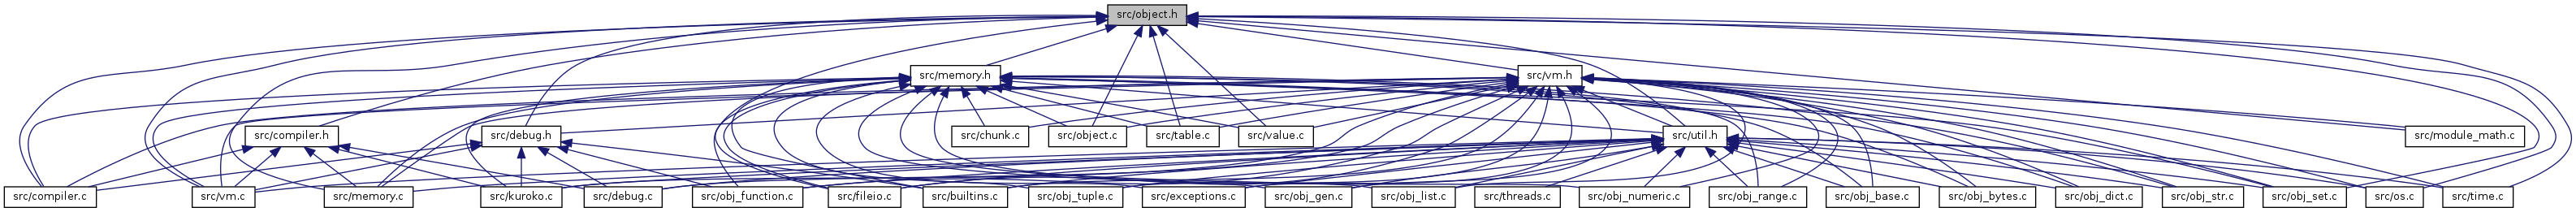 src/object.h
src/memory.h
src/vm.h
src/compiler.h
src/debug.h
src/chunk.c
src/object.c
src/table.c
src/value.c
src/util.h
src/module_math.c
src/compiler.c
src/vm.c
src/memory.c
src/kuroko.c
src/debug.c
src/obj_function.c
src/fileio.c
src/builtins.c
src/obj_tuple.c
src/exceptions.c
src/obj_gen.c
src/obj_list.c
src/threads.c
src/obj_numeric.c
src/obj_range.c
src/obj_base.c
src/obj_bytes.c
src/obj_dict.c
src/obj_str.c
src/obj_set.c
src/os.c
src/time.c